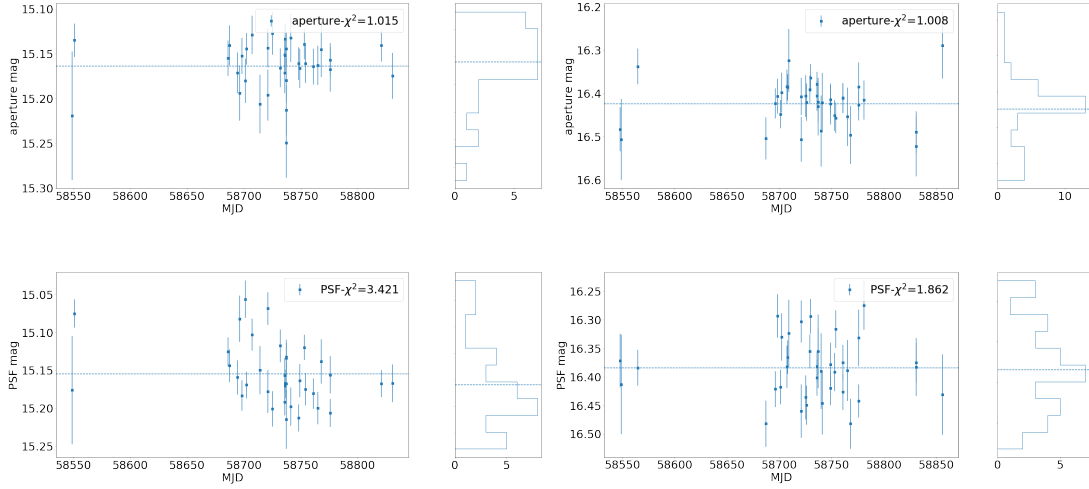 15.10
15.15
15.20
15.25
15.30
aperture mag
aperture-χ²=1.015
58550 58600 58650 58700 58750 58800
MJD
0 5
16.2
16.3
16.4
16.5
16.6
aperture mag
aperture-χ²=1.008
58550 58600 58650 58700 58750 58800 58850
MJD
0 10
15.05
15.10
15.15
15.20
15.25
PSF mag
PSF-χ²=3.421
58550 58600 58650 58700 58750 58800
MJD
0 5
16.25
16.30
16.35
16.40
16.45
16.50
PSF mag
PSF-χ²=1.862
58550 58600 58650 58700 58750 58800 58850
MJD
0 5